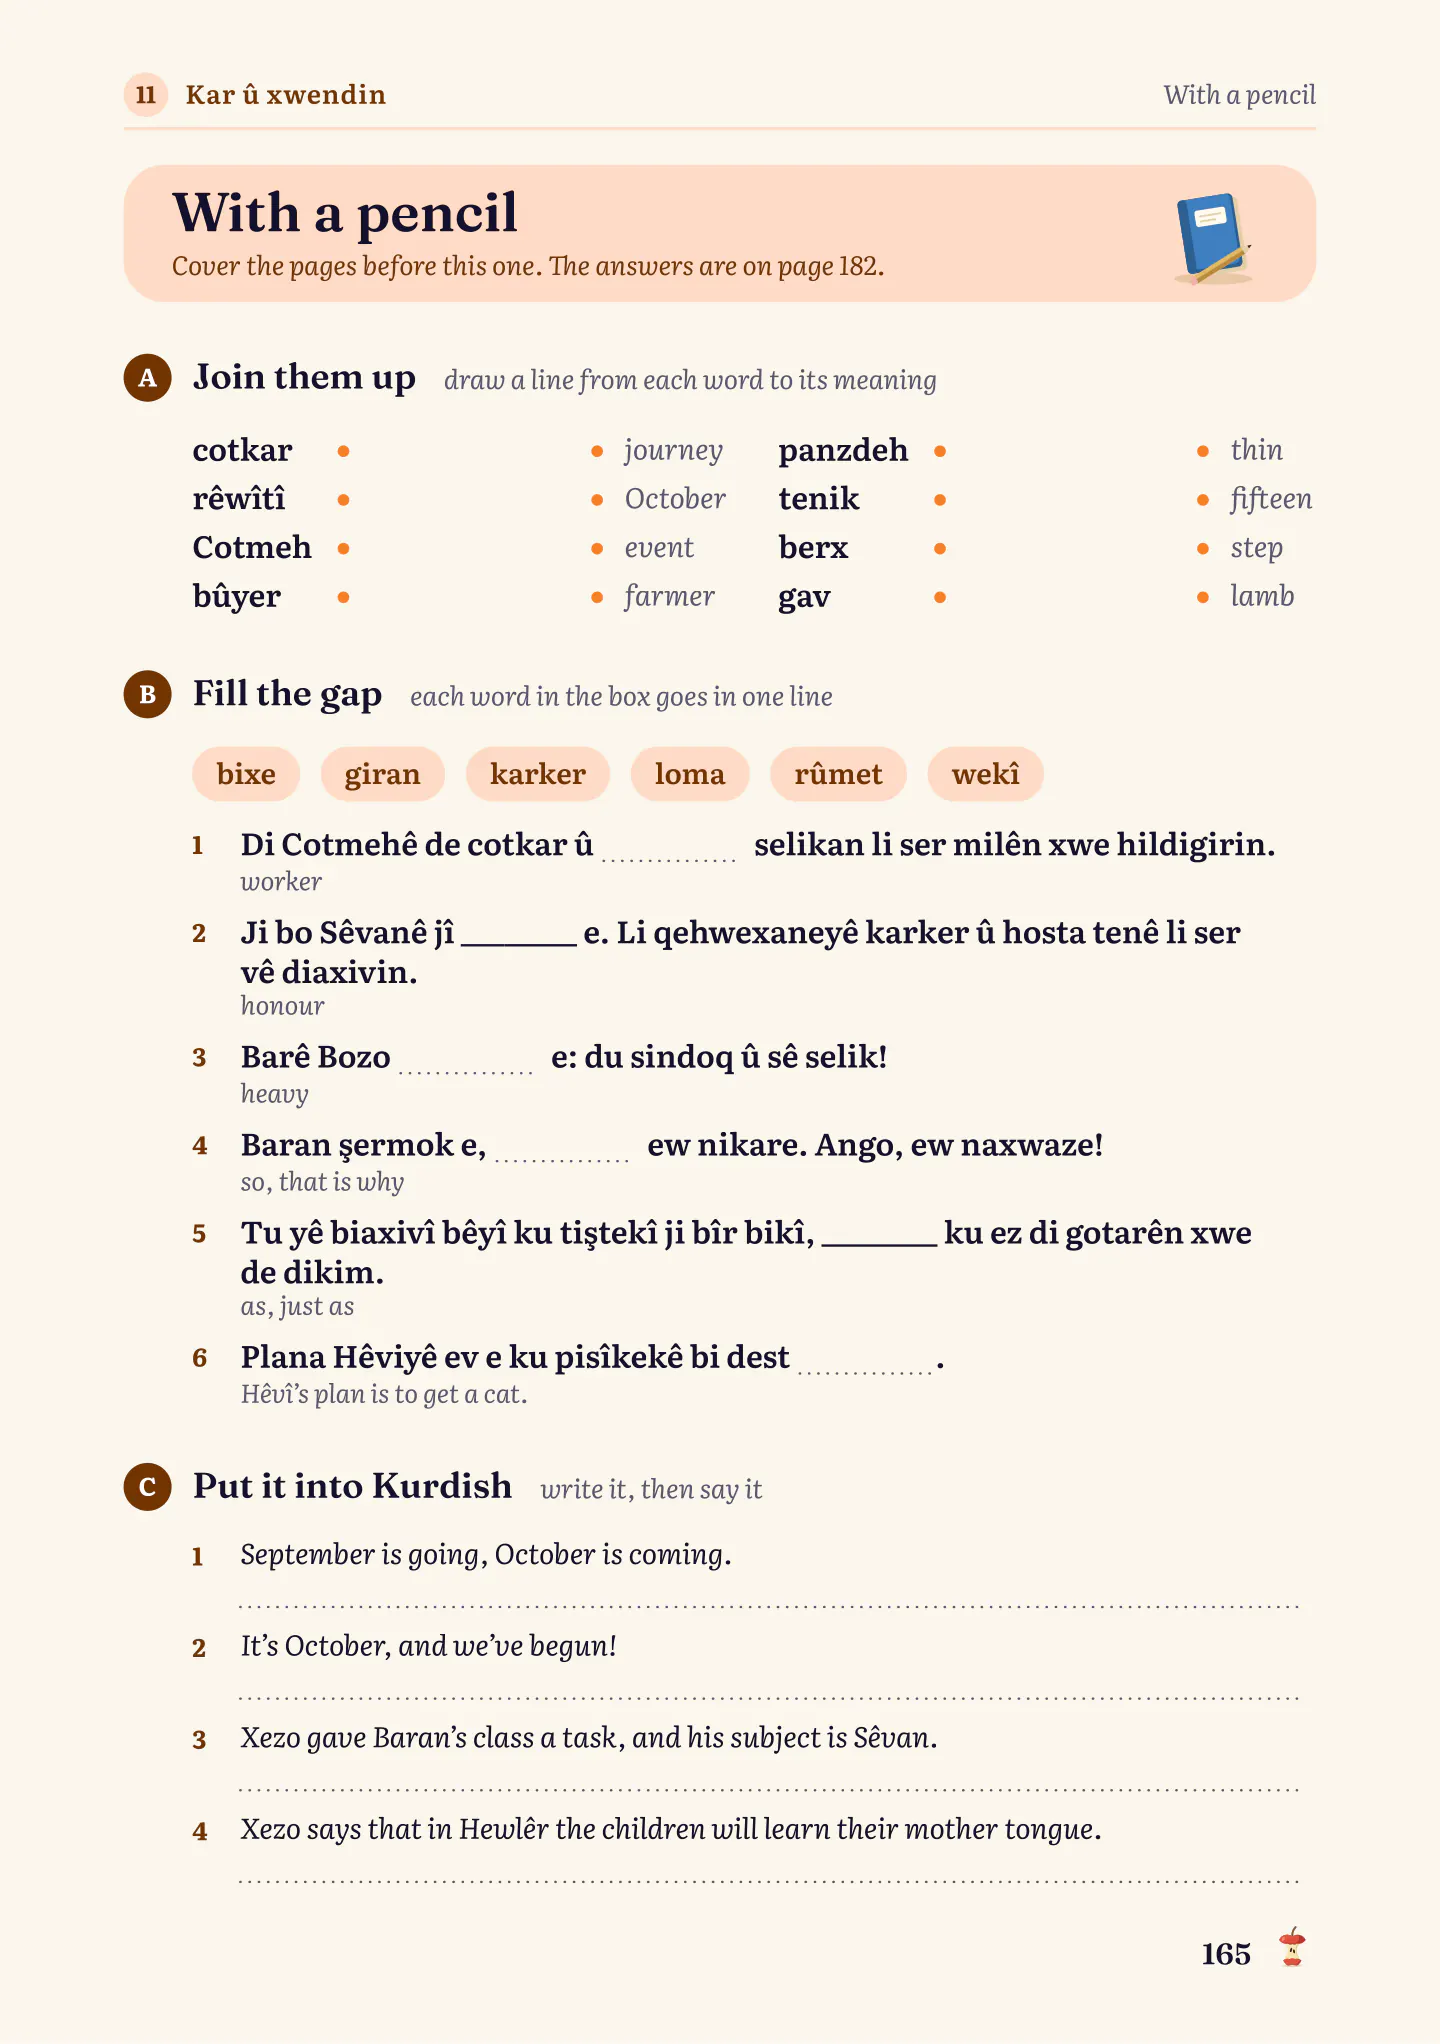 11 Kar û xwendin
With a pencil
With a pencil
Cover the pages before this one. The answers are on page 182.
A Join them up draw a line from each word to its meaning
cotkar • • journey panzdeh • • thin
rêwîtî • • October tenik • • fifteen
Cotmeh • • event berx • • step
bûyer • • farmer gav • • lamb
B Fill the gap each word in the box goes in one line
bixe giran karker loma rûmet wekî
1 Di Cotmehê de cotkar û ............... selikan li ser milên xwe hildigirin.
worker
2 Ji bo Sêvanê jî _______ e. Li qehwexaneyê karker û hosta tenê li ser
vê diaxivin.
honour
3 Barê Bozo ............... e: du sindoq û sê selik!
heavy
4 Baran şermok e, ............... ew nikare. Ango, ew naxwaze!
so, that is why
5 Tu yê biaxivî bêyî ku tiştekî ji bîr bikî, _______ ku ez di gotarên xwe
de dikim.
as, just as
6 Plana Hêviyê ev e ku pisîkekê bi dest ............... .
Hêvî’s plan is to get a cat.
C Put it into Kurdish write it, then say it
1 September is going, October is coming.
2 It’s October, and we’ve begun!
3 Xezo gave Baran’s class a task, and his subject is Sêvan.
4 Xezo says that in Hewlêr the children will learn their mother tongue.
165